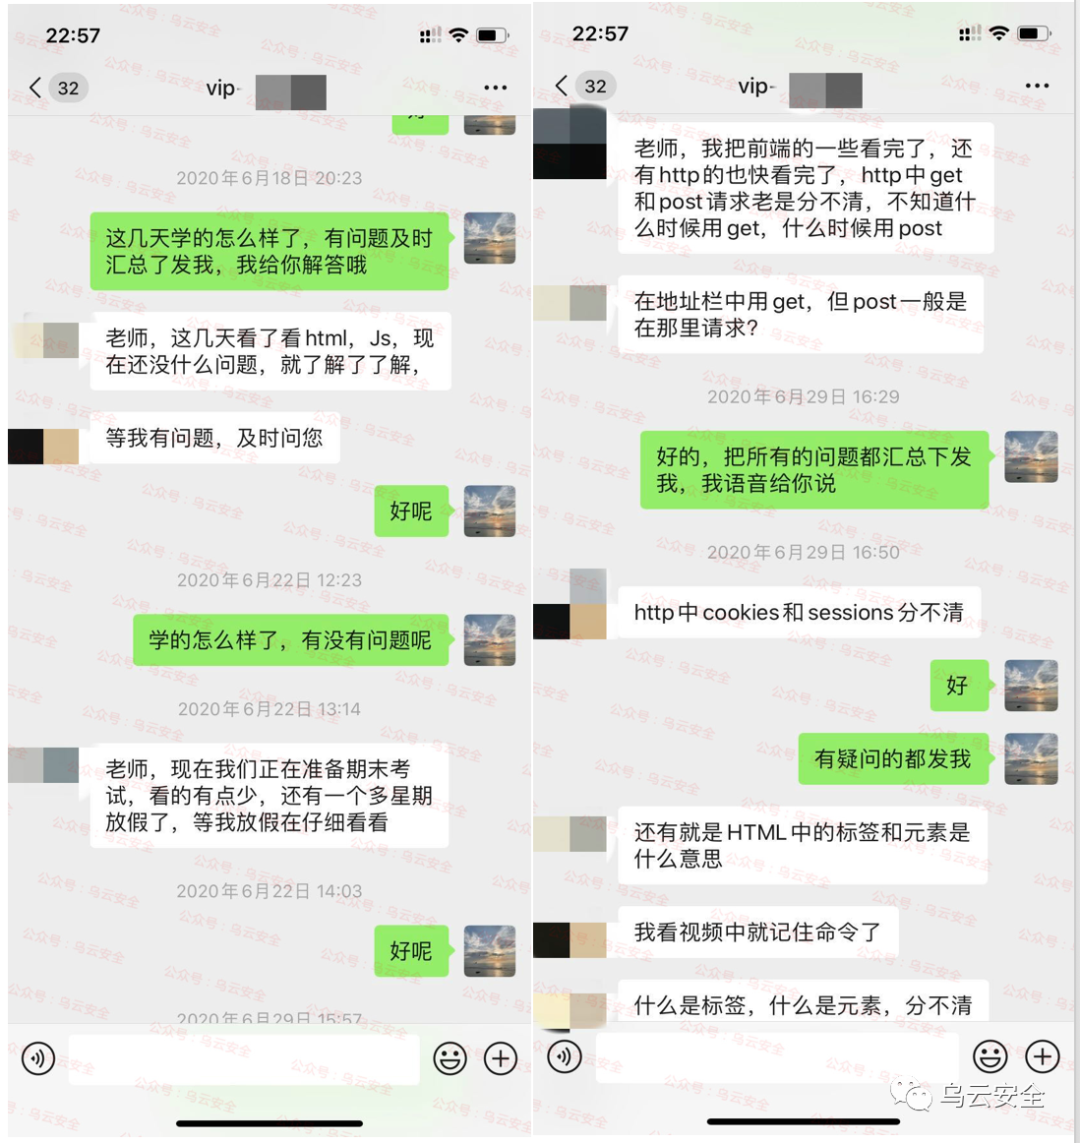 22:57
32
vip-
2020年6月18日 20:23
这几天学的怎么样了，有问题及时
汇总了发我，我给你解答哦
老师，这几天看了看html，Js，现
在还没什么问题，就了解了了解，
等我有问题，及时问您
好呢
2020年6月22日 12:23
学的怎么样了，有没有问题呢
2020年6月22日 13:14
老师，现在我们正在准备期末考
试，看的有点少，还有一个多星期
放假了，等我放假在仔细看看
2020年6月22日 14:03
好呢
2020年6月29日 15:57
22:57
32
vip-
老师，我把前端的一些看完了，还
有http的也快看完了，http中get
和post请求老是分不清，不知道什
么时候用get，什么时候用post
在地址栏中用get，但post一般是
在那里请求？
2020年6月29日 16:29
好的，把所有的问题都汇总下发
我，我语音给你说
2020年6月29日 16:50
http中cookies和sessions分不清
好
有疑问的都发我
还有就是HTML中的标签和元素是
什么意思
我看视频中就记住命令了
什么是标签，什么是元素，分不清
乌云安全
公众号：乌云安全